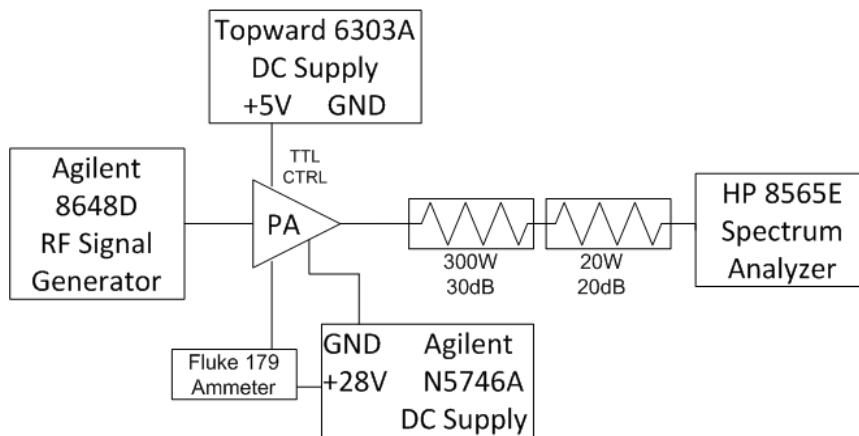 Topward 6303A
DC Supply
+5V GND
TTL
CTRL
Agilent
8648D
RF Signal
Generator
PA
300W
30dB
20W
20dB
HP 8565E
Spectrum
Analyzer
Fluke 179
Ammeter
GND Agilent
+28V N5746A
DC Supply